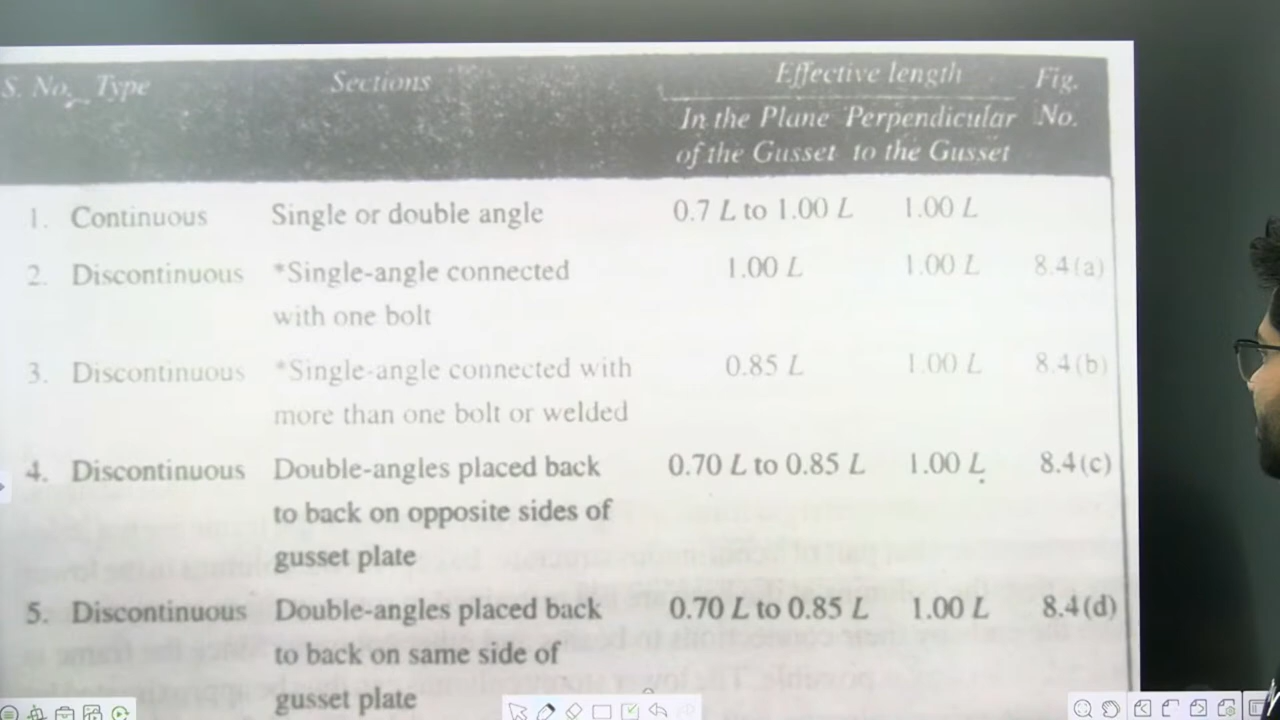 S. No. Type Sections Effective length Fig.
In the Plane Perpendicular No.
of the Gusset to the Gusset
1. Continuous Single or double angle 0.7 L to 1.00 L 1.00 L
2. Discontinuous *Single-angle connected 1.00 L 1.00 L 8.4(a)
with one bolt
3. Discontinuous *Single-angle connected with 0.85 L 1.00 L 8.4(b)
more than one bolt or welded
4. Discontinuous Double-angles placed back 0.70 L to 0.85 L 1.00 L 8.4(c)
to back on opposite sides of
gusset plate
5. Discontinuous Double-angles placed back 0.70 L to 0.85 L 1.00 L 8.4(d)
to back on same side of
gusset plate